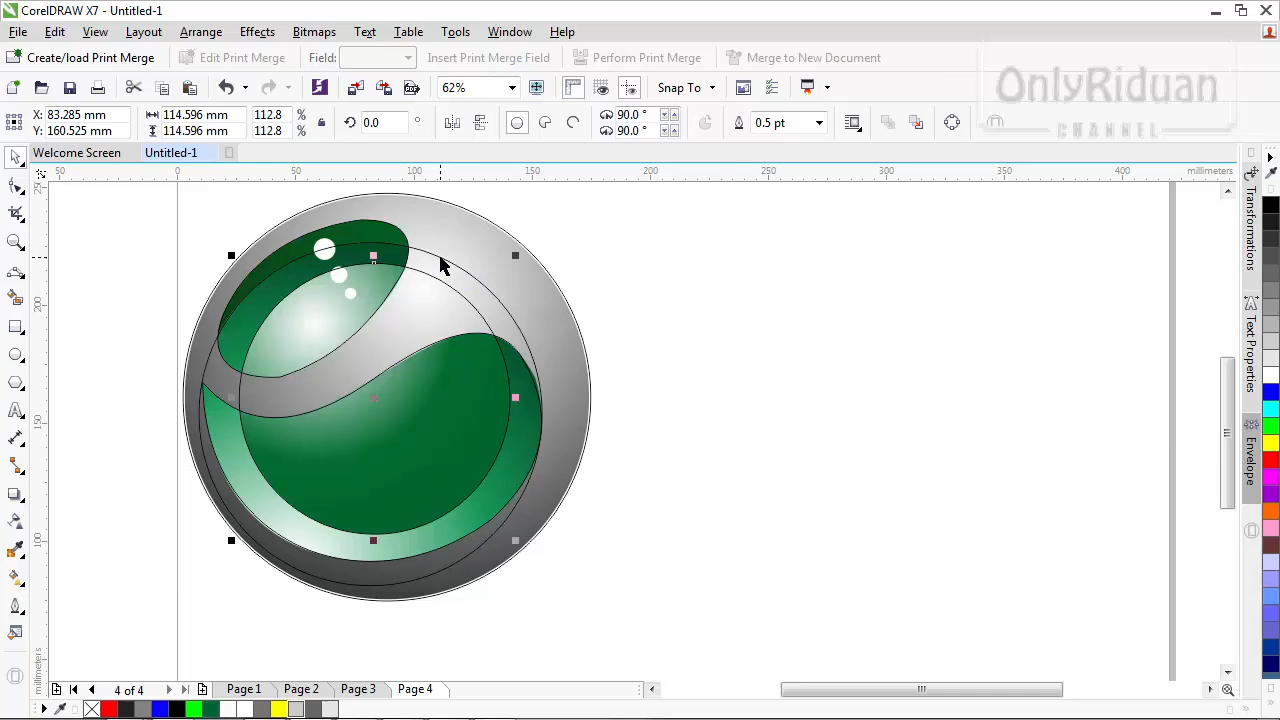 CorelDRAW X7 - Untitled-1
File Edit View Layout Arrange Effects Bitmaps Text Table Tools Window Help
Create/load Print Merge Edit Print Merge Field: Insert Print Merge Field Perform Print Merge Merge to New Document
OnlyRiduan
CHANNEL
62% Snap To
X: 83.285 mm 114.596 mm 112.8 % 0.0 ° 90.0 ° 0.5 pt
Y: 160.525 mm 114.596 mm 112.8 % 90.0 °
Welcome Screen Untitled-1
50 0 50 100 150 200 250 300 350 400 millimeters
200
150
100
millimeters
Transformations
Text Properties
Envelope
4 of 4 Page 1 Page 2 Page 3 Page 4